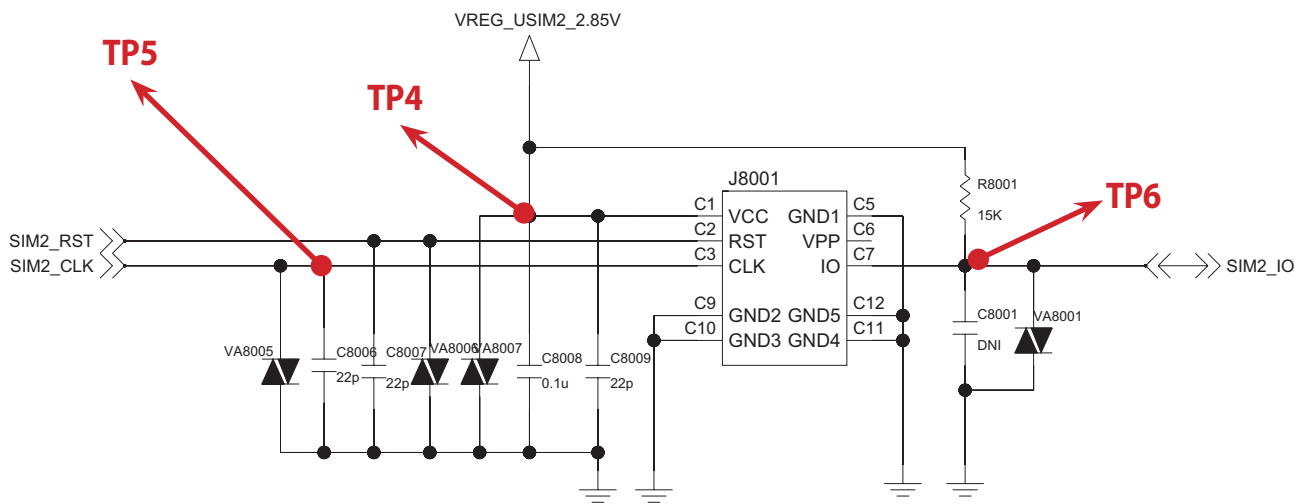 VREG_USIM2_2.85V
TP5
TP4
J8001
R8001
15K
TP6
C1 VCC GND1 C5
C2 RST VPP C6
C3 CLK IO C7
C9 GND2 GND5 C12
C10 GND3 GND4 C11
SIM2_RST
SIM2_CLK
SIM2_IO
VA8005
C8006
22p
C8007
22p
VA8006
VA8007
C8008
0.1u
C8009
22p
C8001
DNI
VA8001